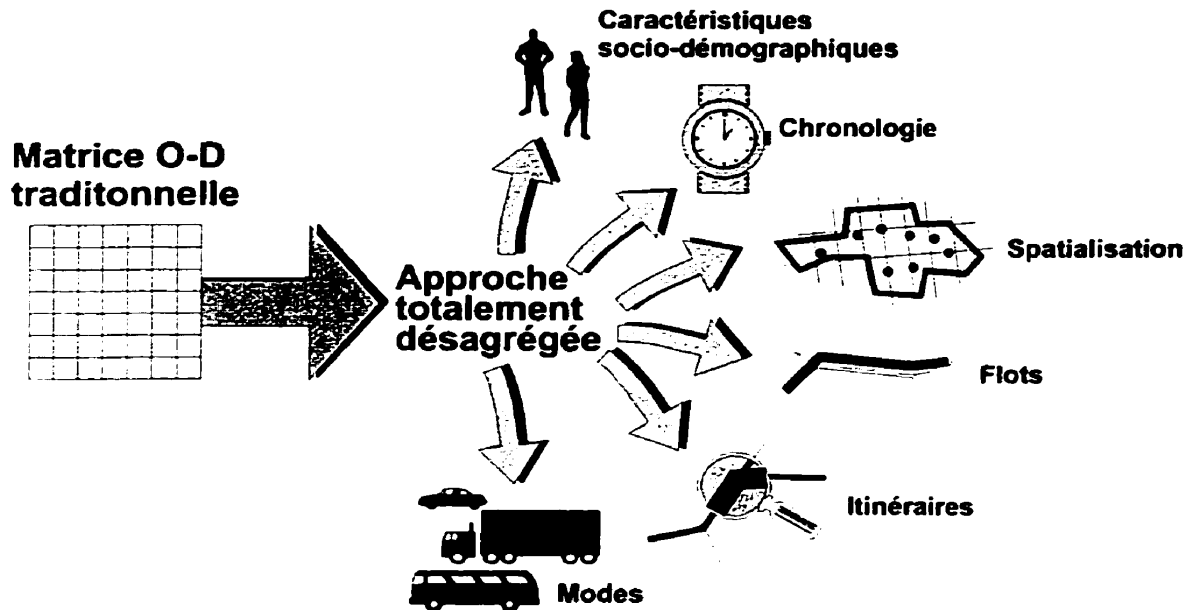 Caractéristiques
socio-démographiques
Chronologie
Matrice O-D
traditonnelle
Spatialisation
Approche
totalement
désagrégée
Flots
Itinéraires
Modes